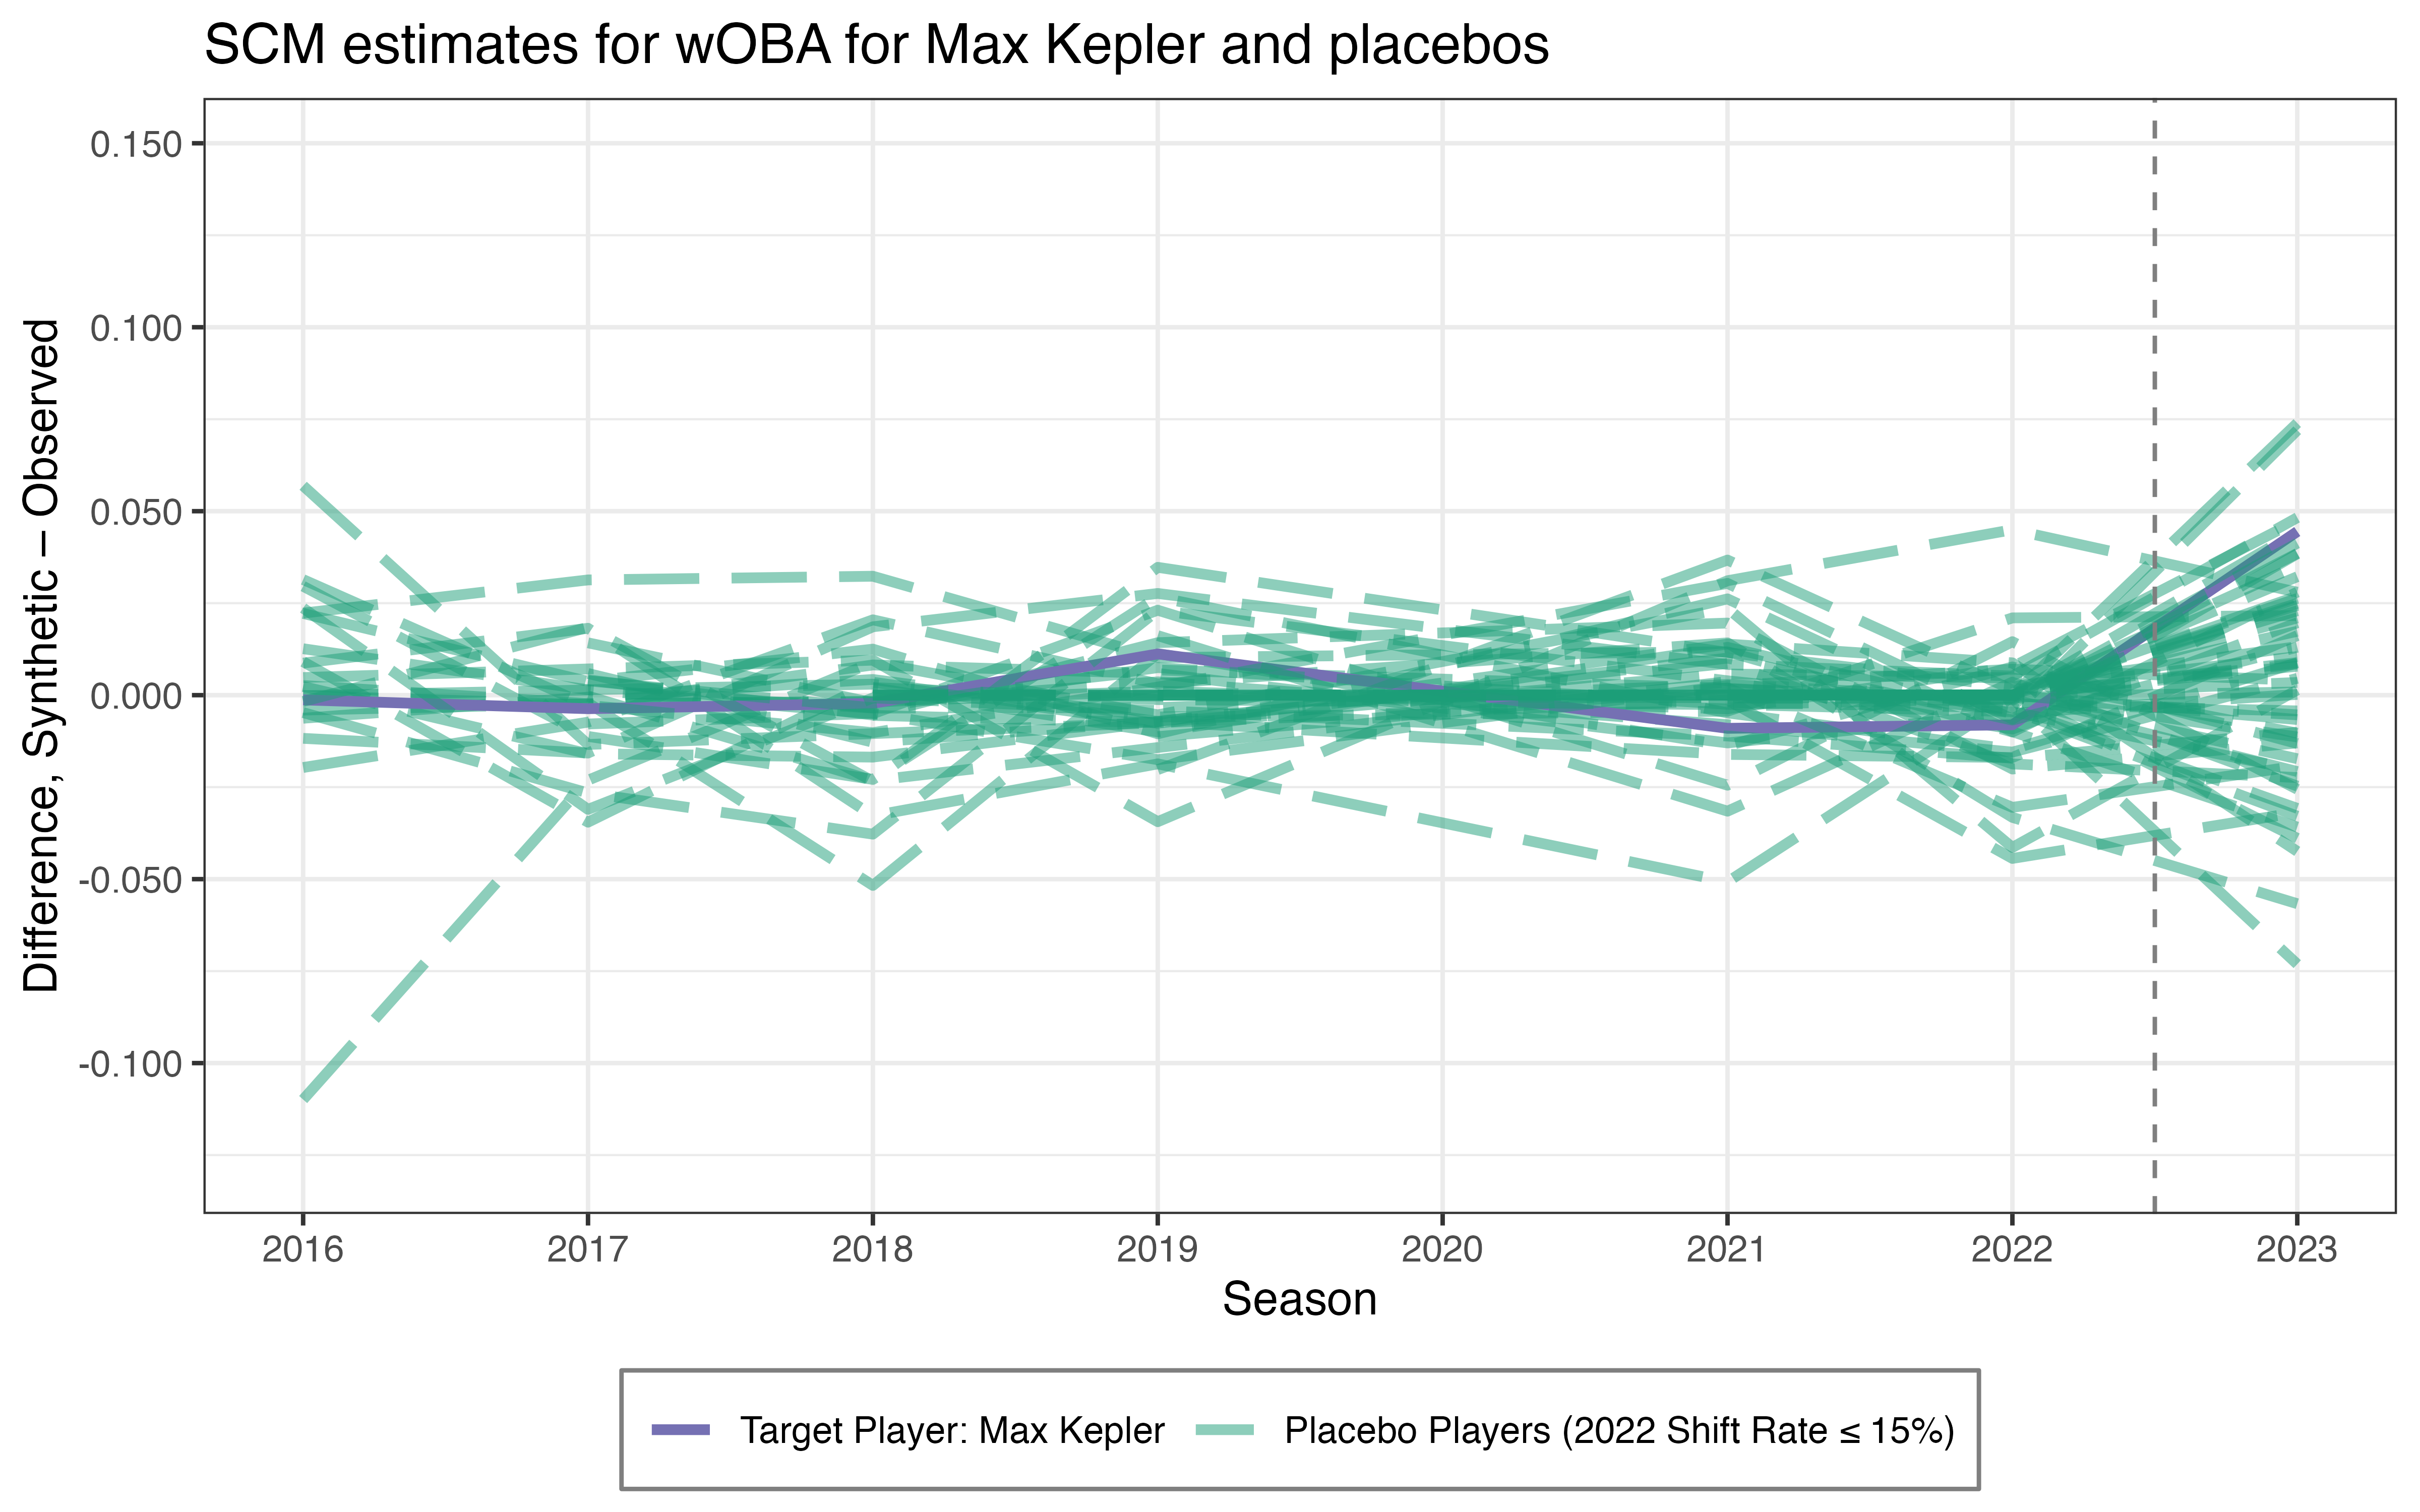 SCM estimates for wOBA for Max Kepler and placebos
Difference, Synthetic − Observed
0.150
0.100
0.050
0.000
-0.050
-0.100
2016 2017 2018 2019 2020 2021 2022 2023
Season
Target Player: Max Kepler Placebo Players (2022 Shift Rate ≤ 15%)